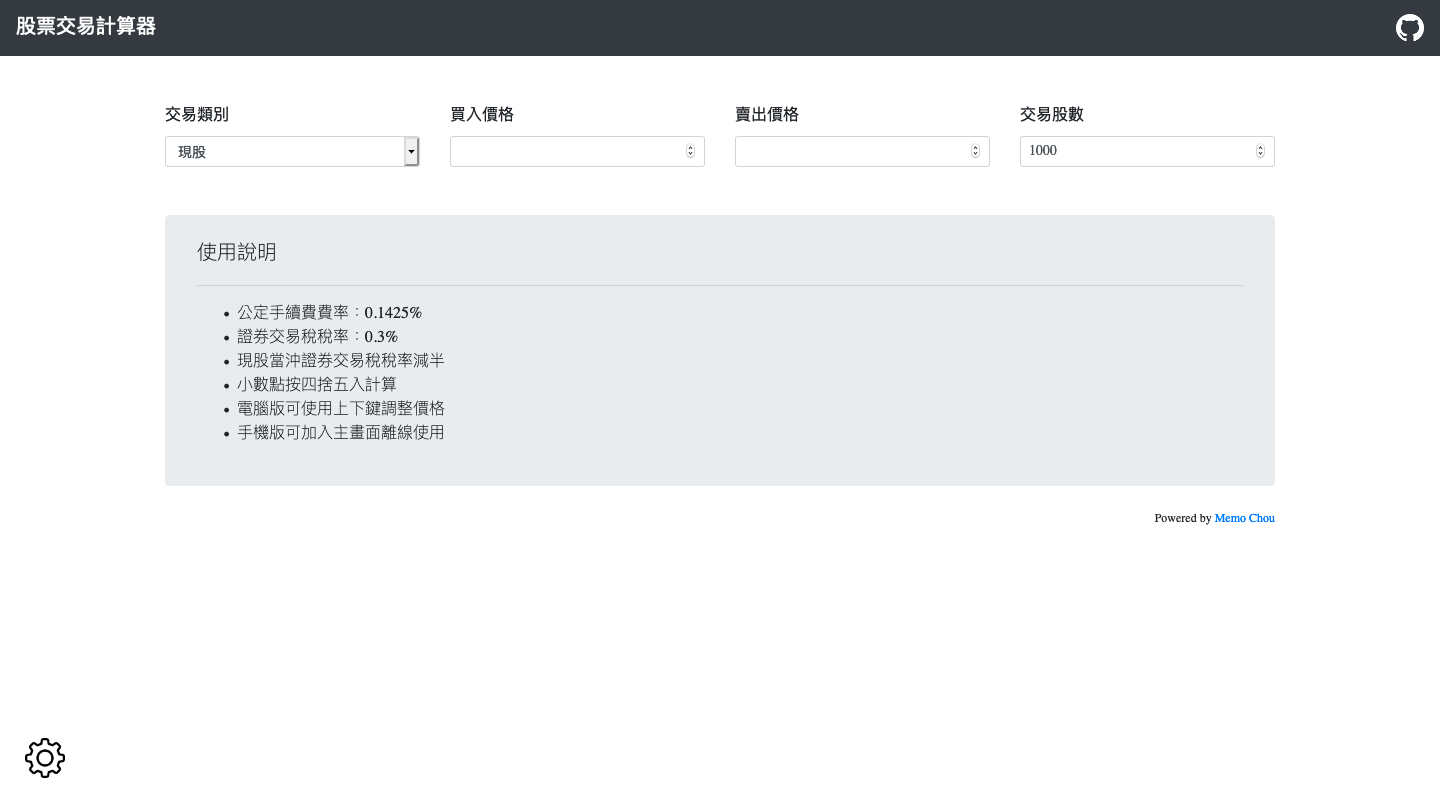 股票交易計算器
交易類別
買入價格
賣出價格
交易股數
現股
1000
使用說明
公定手續費費率：0.1425%
證券交易稅稅率：0.3%
現股當沖證券交易稅稅率減半
小數點按四捨五入計算
電腦版可使用上下鍵調整價格
手機版可加入主畫面離線使用
Powered by Memo Chou